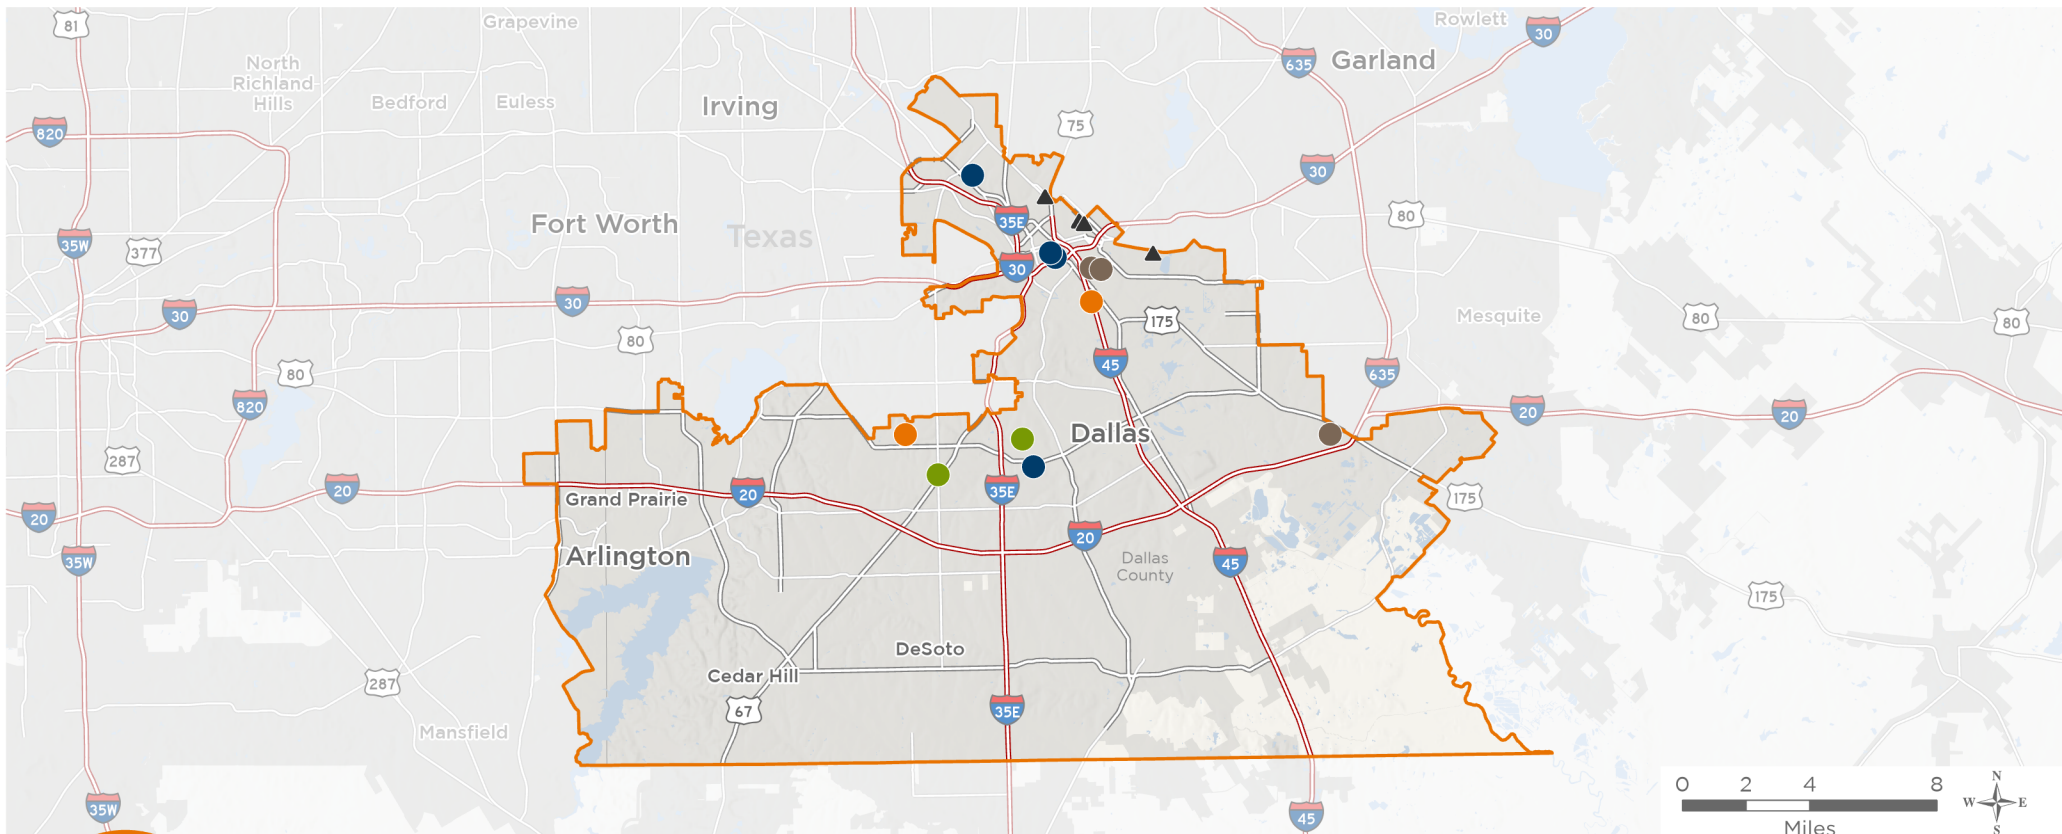 81
Grapevine
Rowlett
30
North
Richland
Hills
635
Garland
Bedford
Euless
Irving
820
75
30
35W
377
Fort Worth
Texas
35E
80
30
30
30
175
Mesquite
80
80
80
80
45
635
820
20
20
287
Dallas
20
Grand Prairie
20
35E
175
20
35W
Arlington
20
Dallas
County
45
175
DeSoto
Cedar Hill
287
67
35E
Mansfield
35W
45
0 2 4 8
Miles
N
W E
S